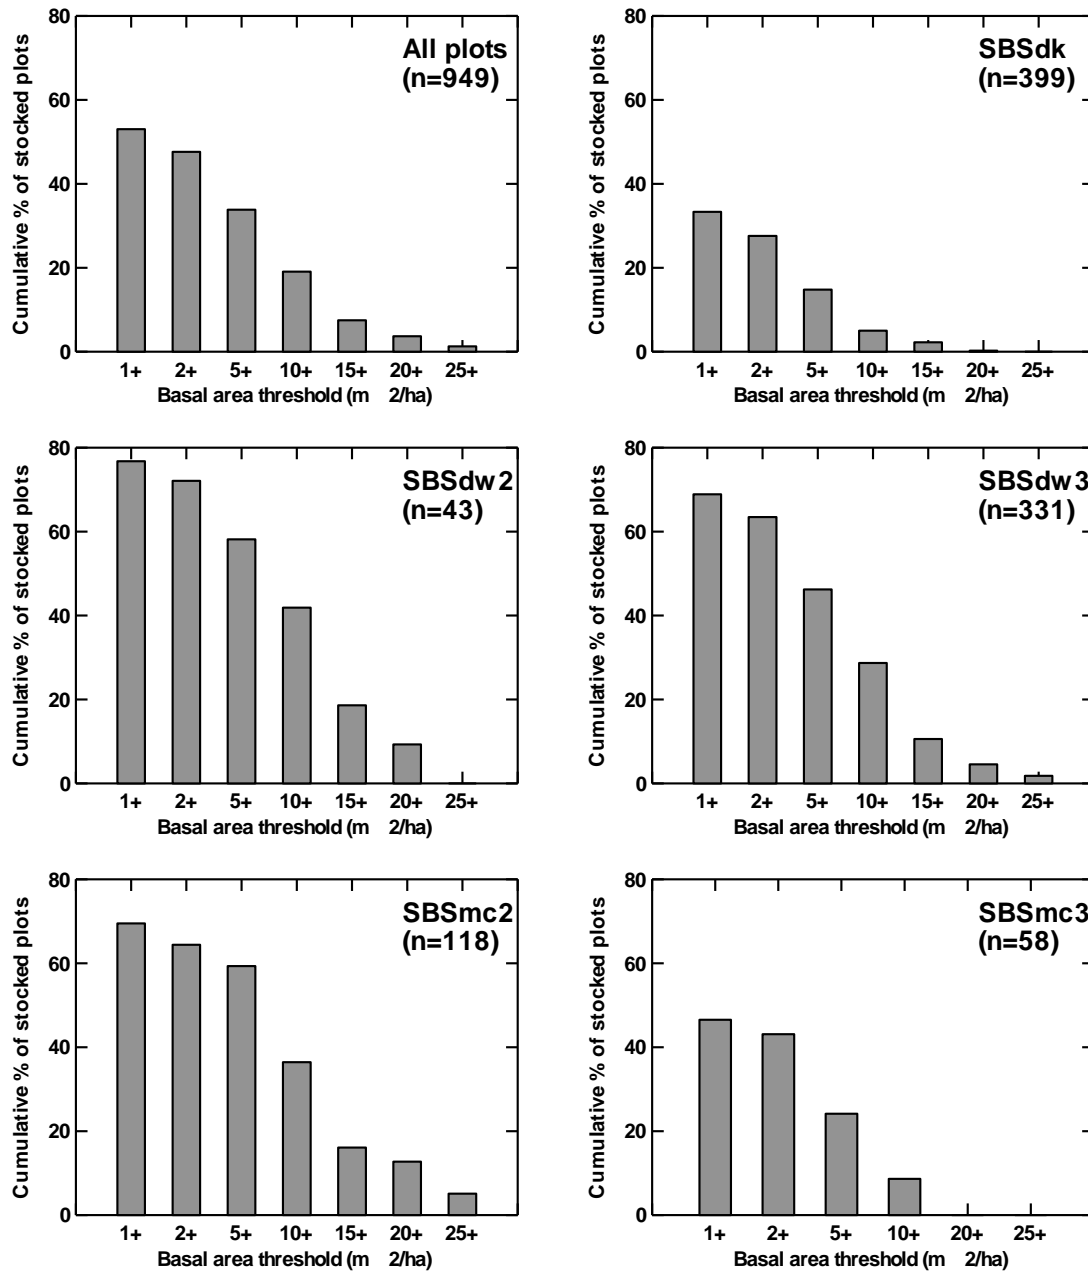 Cumulative % of stocked plots
80
60
40
20
0
All plots
(n=949)
1+ 2+ 5+ 10+ 15+ 20+ 25+
Basal area threshold (m 2/ha)
Cumulative % of stocked plots
80
60
40
20
0
SBSdk
(n=399)
1+ 2+ 5+ 10+ 15+ 20+ 25+
Basal area threshold (m 2/ha)
Cumulative % of stocked plots
80
60
40
20
0
SBSdw2
(n=43)
1+ 2+ 5+ 10+ 15+ 20+ 25+
Basal area threshold (m 2/ha)
Cumulative % of stocked plots
80
60
40
20
0
SBSdw3
(n=331)
1+ 2+ 5+ 10+ 15+ 20+ 25+
Basal area threshold (m 2/ha)
Cumulative % of stocked plots
80
60
40
20
0
SBSmc2
(n=118)
1+ 2+ 5+ 10+ 15+ 20+ 25+
Basal area threshold (m 2/ha)
Cumulative % of stocked plots
80
60
40
20
0
SBSmc3
(n=58)
1+ 2+ 5+ 10+ 20+ 25+
Basal area threshold (m 2/ha)